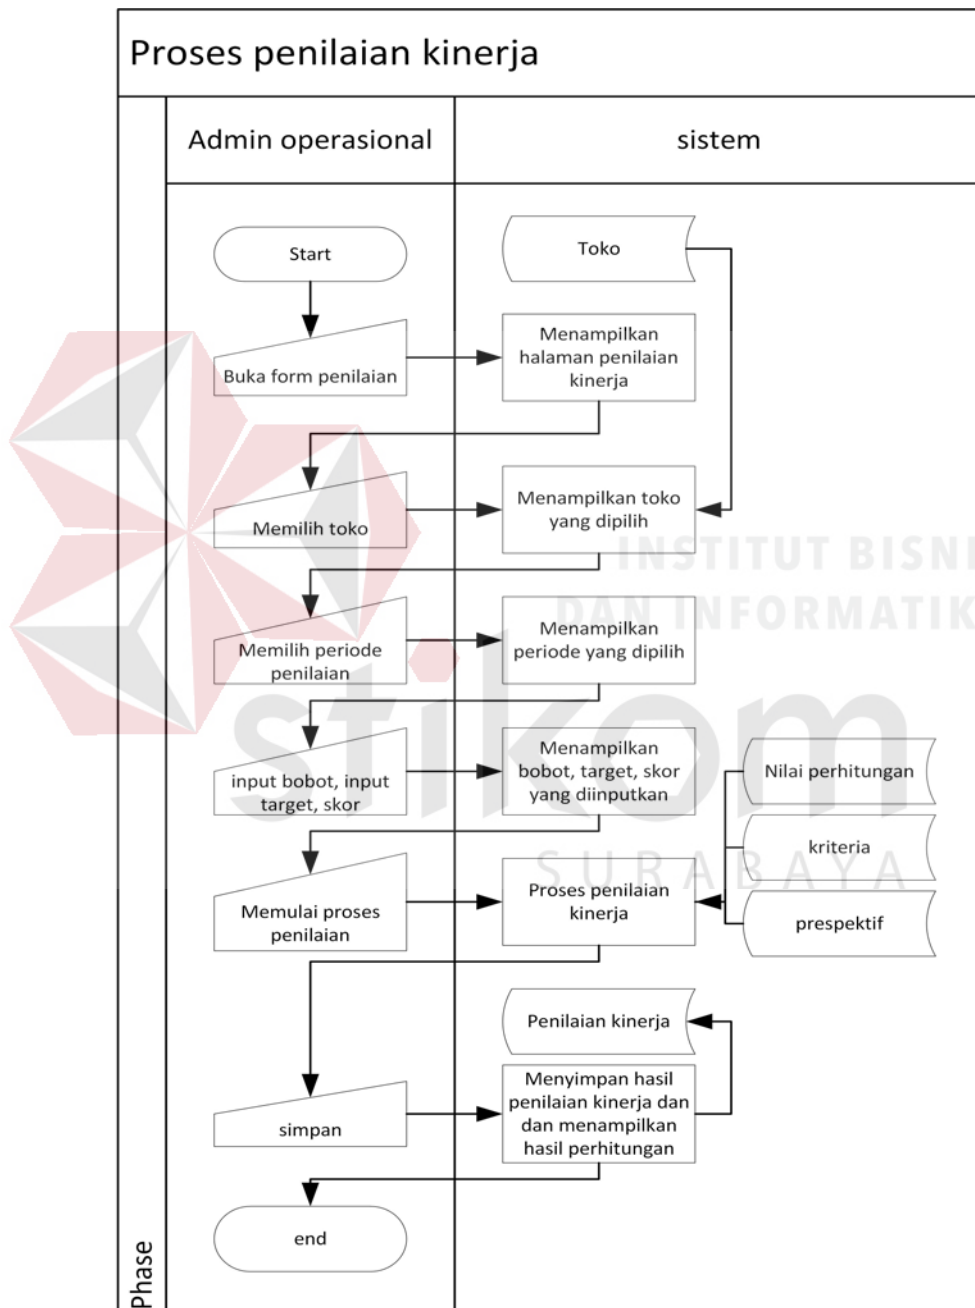 Proses penilaian kinerja
Admin operasional
sistem
Start
Toko
Buka form penilaian
Menampilkan
halaman penilaian
kinerja
Memilih toko
Menampilkan toko
yang dipilih
Memilih periode
penilaian
Menampilkan
periode yang dipilih
input bobot, input
target, skor
Menampilkan
bobot, target, skor
yang diinputkan
Nilai perhitungan
kriteria
prespektif
Memulai proses
penilaian
Proses penilaian
kinerja
Penilaian kinerja
simpan
Menyimpan hasil
penilaian kinerja dan
dan menampilkan
hasil perhitungan
end
Phase
INSTITUT BISNI
DAN INFORMATIK
stikom
SURABAYA